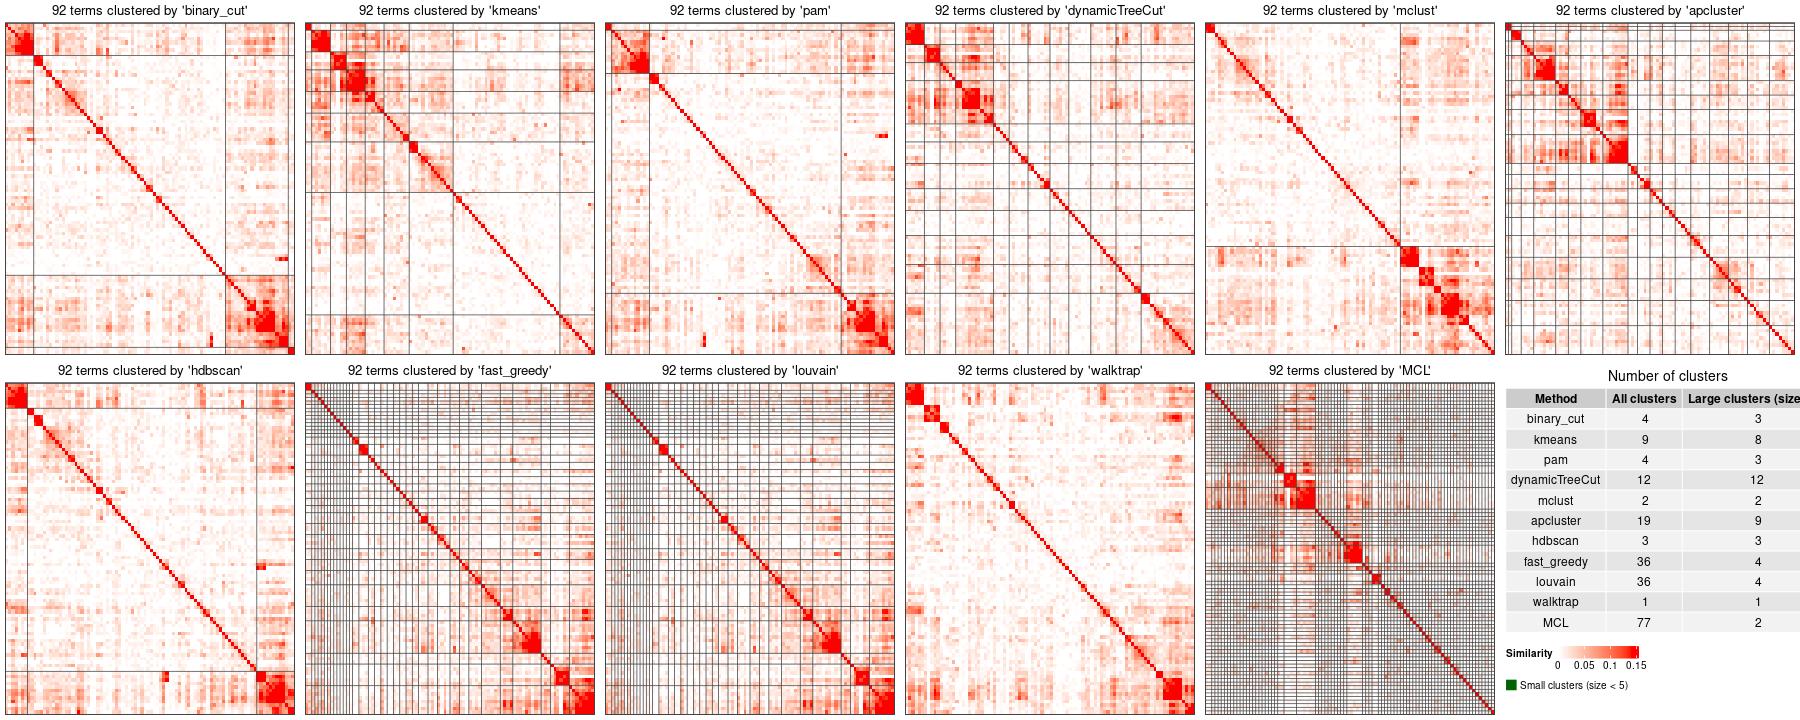 92 terms clustered by 'binary_cut'
92 terms clustered by 'kmeans'
92 terms clustered by 'pam'
92 terms clustered by 'dynamicTreeCut'
92 terms clustered by 'mclust'
92 terms clustered by 'apcluster'
92 terms clustered by 'hdbscan'
92 terms clustered by 'fast_greedy'
92 terms clustered by 'louvain'
92 terms clustered by 'walktrap'
92 terms clustered by 'MCL'
Number of clusters
Method All clusters Large clusters (size
binary_cut 4 3
kmeans 9 8
pam 4 3
dynamicTreeCut 12 12
mclust 2 2
apcluster 19 9
hdbscan 3 3
fast_greedy 36 4
louvain 36 4
walktrap 1 1
MCL 77 2
Similarity
0 0.05 0.1 0.15
Small clusters (size < 5)